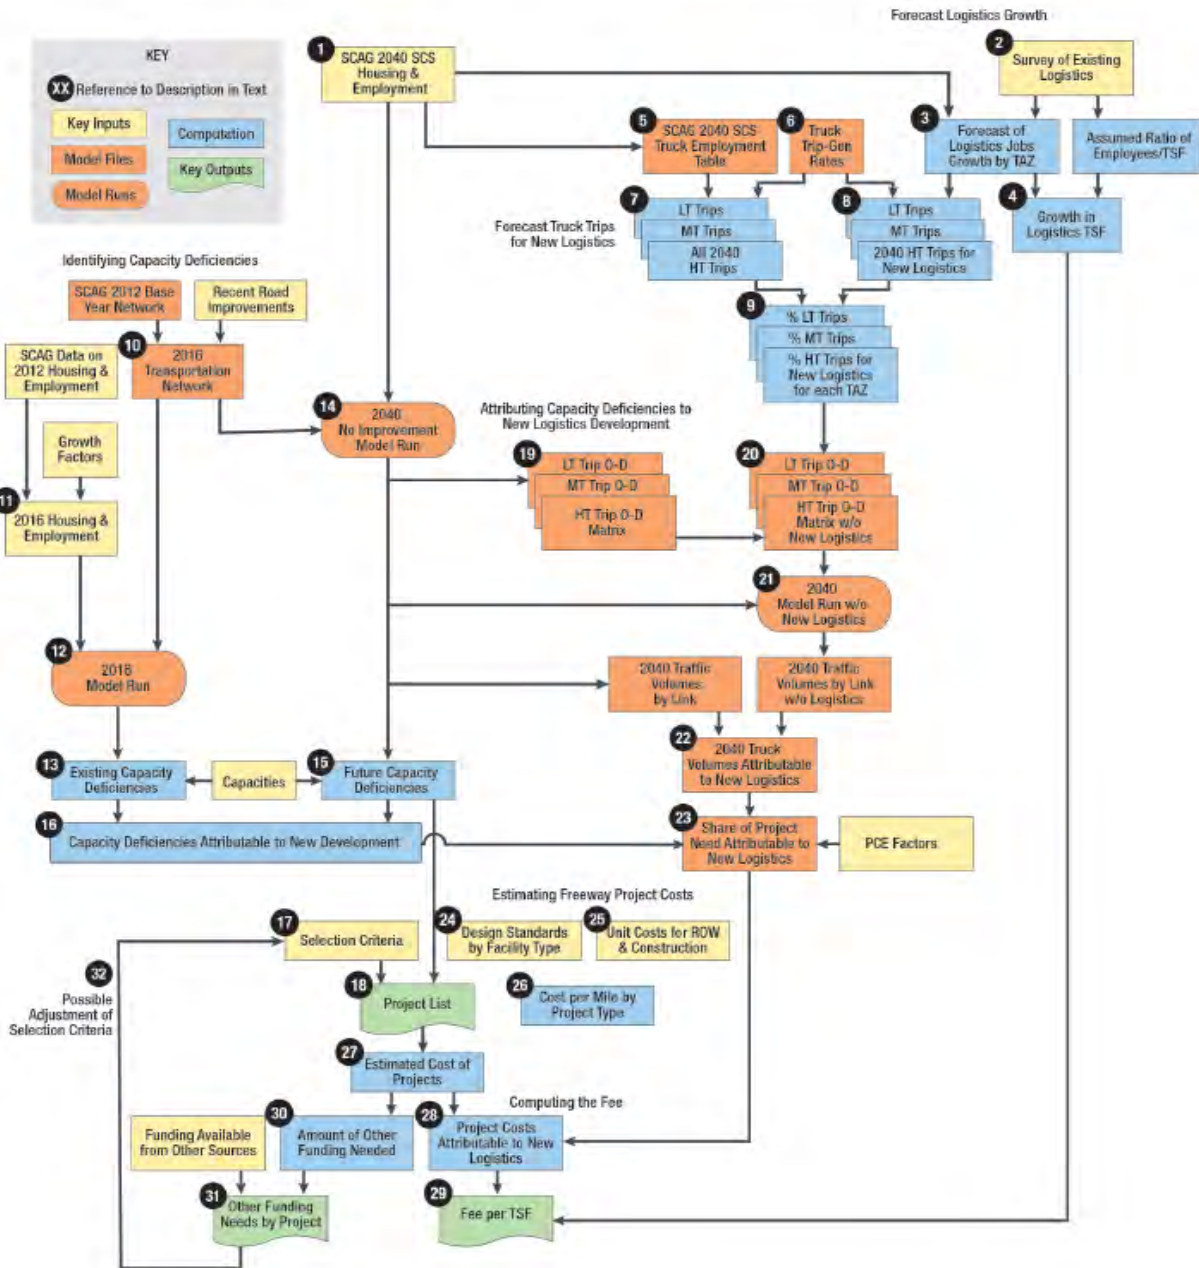 Forecast Logistics Growth
KEY
XX Reference to Description in Text
Key Inputs
Computation
Model Files
Key Outputs
Model Runs
1
SCAG 2040 SCS
Housing &
Employment
2
Survey of Existing
Logistics
5
SCAG 2040 SCS
Truck Employment
Table
6
Truck
Trip-Gen
Rates
3
Forecast of
Logistics Jobs
Growth by TAZ
Assumed Ratio of
Employees/TSF
Forecast Truck Trips
for New Logistics
7
LT Trips
MT Trips
All 2040
HT Trips
8
LT Trips
MT Trips
2040 HT Trips for
New Logistics
4
Growth in
Logistics TSF
Identifying Capacity Deficiencies
SCAG 2012 Base
Year Network
Recent Road
Improvements
9
% LT Trips
% MT Trips
% HT Trips for
New Logistics
for each TAZ
SCAG Data on
2012 Housing &
Employment
10
2016
Transportation
Network
14
2040
No Improvement
Model Run
Attributing Capacity Deficiencies to
New Logistics Development
Growth
Factors
19
LT Trip O-D
MT Trip O-D
HT Trip O-D
Matrix
20
LT Trip O-D
MT Trip O-D
HT Trip O-D
Matrix w/o
New Logistics
11
2016 Housing &
Employment
21
2040
Model Run w/o
New Logistics
12
2016
Model Run
2040 Traffic
Volumes
by Link
2040 Traffic
Volumes by Link
w/o Logistics
13
Existing Capacity
Deficiencies
Capacities
15
Future Capacity
Deficiencies
22
2040 Truck
Volumes Attributable
to New Logistics
16
Capacity Deficiencies Attributable to New Development
23
Share of Project
Need Attributable to
New Logistics
PCE Factors
Estimating Freeway Project Costs
17
Selection Criteria
24
Design Standards
by Facility Type
25
Unit Costs for ROW
& Construction
32
Possible
Adjustment of
Selection Criteria
18
Project List
26
Cost per Mile by
Project Type
27
Estimated Cost of
Projects
Computing the Fee
Funding Available
from Other Sources
30
Amount of Other
Funding Needed
28
Project Costs
Attributable to New
Logistics
31
Other Funding
Needs by Project
29
Fee per TSF